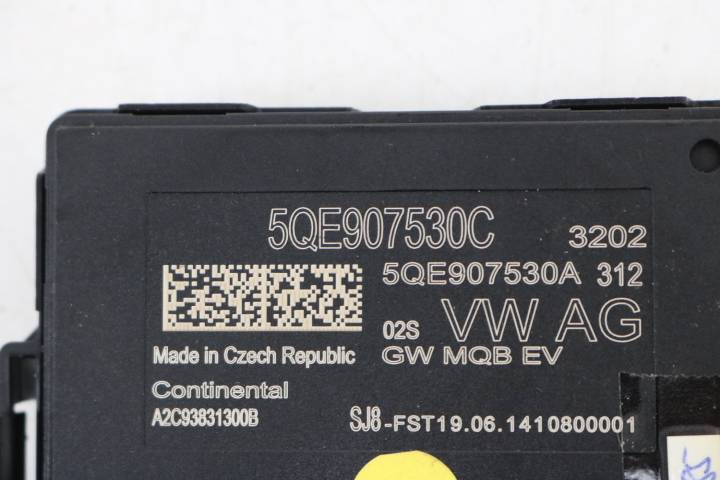 5QE907530C 3202
5QE907530A 312
02S VW AG
Made in Czech Republic GW MQB EV
Continental
A2C93831300B SJ8-FST19.06.1410800001